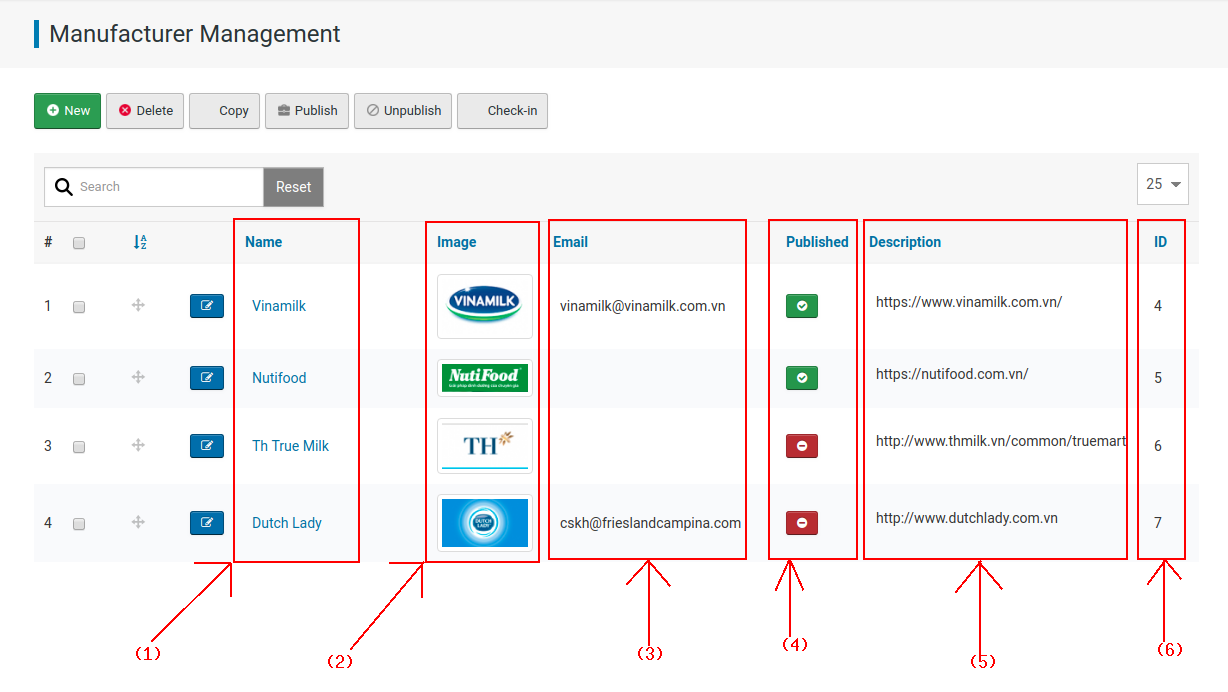 Manufacturer Management
New Delete Copy Publish Unpublish Check-in
Search Reset 25
# Name Image Email Published Description ID
1 Vinamilk VINAMILK vinamilk@vinamilk.com.vn https://www.vinamilk.com.vn/ 4
2 Nutifood NutiFood https://nutifood.com.vn/ 5
3 Th True Milk TH http://www.thmilk.vn/common/truemart 6
4 Dutch Lady DUTCH LADY cskh@frieslandcampina.com http://www.dutchlady.com.vn 7
(1) (2) (3) (4) (5) (6)